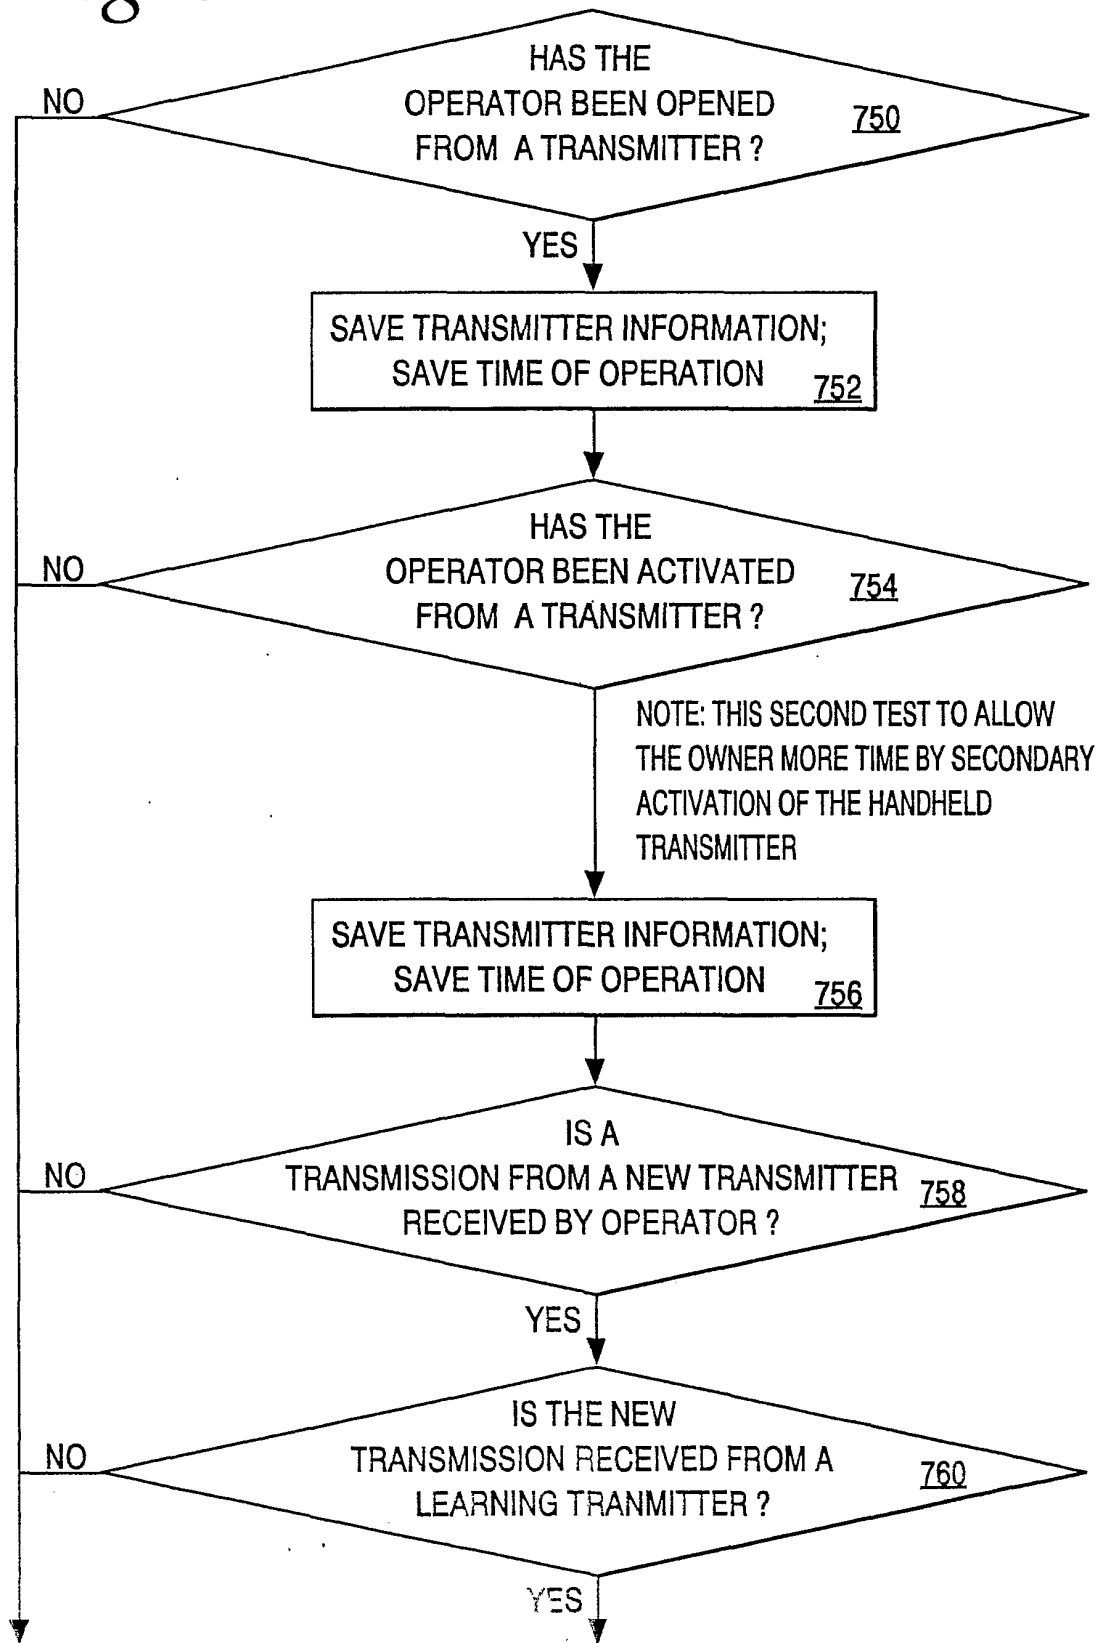 HAS THE
OPERATOR BEEN OPENED
FROM A TRANSMITTER ?
750
NO
YES
SAVE TRANSMITTER INFORMATION;
SAVE TIME OF OPERATION
752
HAS THE
OPERATOR BEEN ACTIVATED
FROM A TRANSMITTER ?
754
NO
NOTE: THIS SECOND TEST TO ALLOW
THE OWNER MORE TIME BY SECONDARY
ACTIVATION OF THE HANDHELD
TRANSMITTER
SAVE TRANSMITTER INFORMATION;
SAVE TIME OF OPERATION
756
IS A
TRANSMISSION FROM A NEW TRANSMITTER
RECEIVED BY OPERATOR ?
758
NO
YES
IS THE NEW
TRANSMISSION RECEIVED FROM A
LEARNING TRANMITTER ?
760
NO
YES